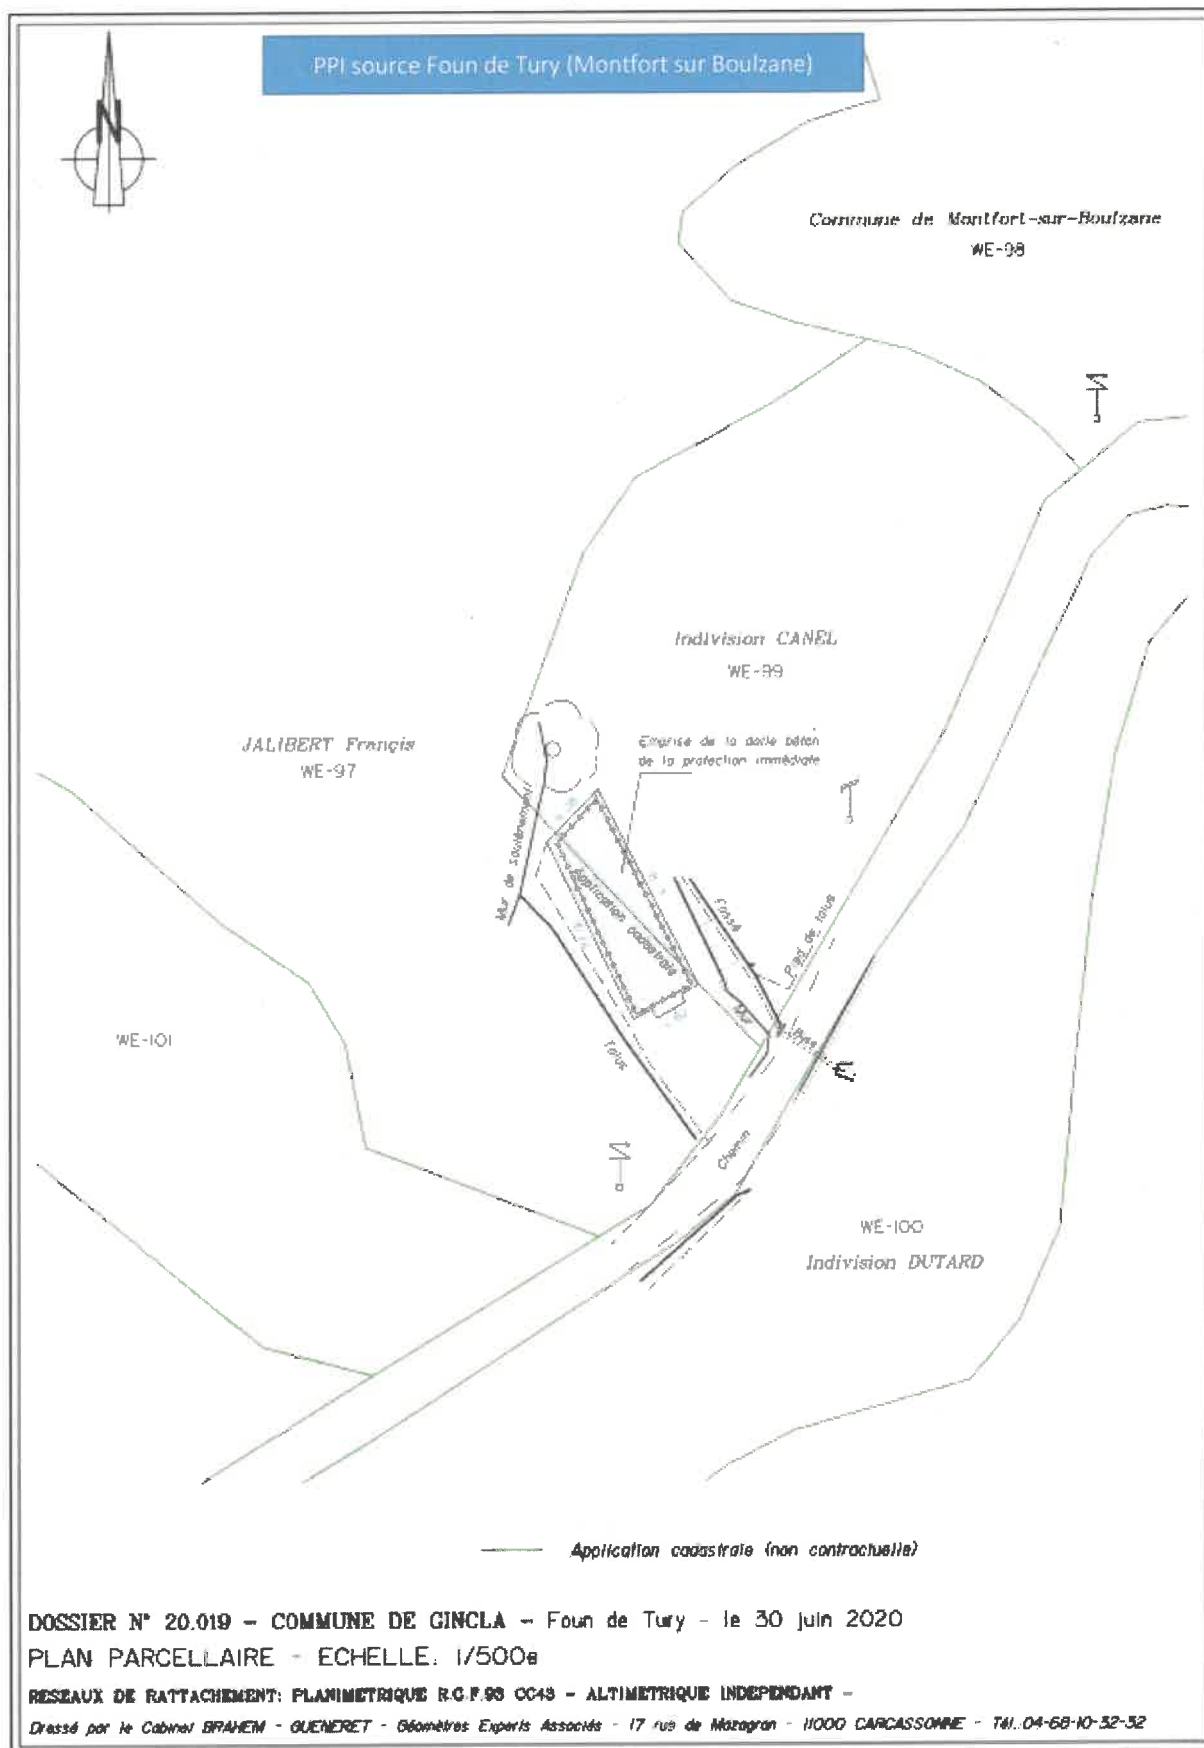 PPI source Foun de Tury (Montfort sur Boulzane)
N
Commune de Montfort-sur-Boulzane
WE-98
Indivision CANEL
WE-99
JALIBERT Françis
WE-97
Emprise de la dalle béton
de la protection immédiate
Mur de soutènement
Application cadastrale
Fossé
Pied de talus
Mur
Buse
Talus
WE-101
Chemin
WE-100
Indivision DUTARD
Application cadastrale (non contractuelle)
DOSSIER N° 20.019 - COMMUNE DE GINCLA - Foun de Tury - le 30 juin 2020
PLAN PARCELLAIRE - ECHELLE: 1/500e
RESEAUX DE RATTACHEMENT: PLANIMETRIQUE R.G.F.93 CC43 - ALTIMETRIQUE INDEPENDANT -
Dressé par le Cabinet BRAHEM - GUENERET - Géomètres Experts Associés - 17 rue de Mazagran - 11000 CARCASSONNE - Tél.:04-68-10-32-32